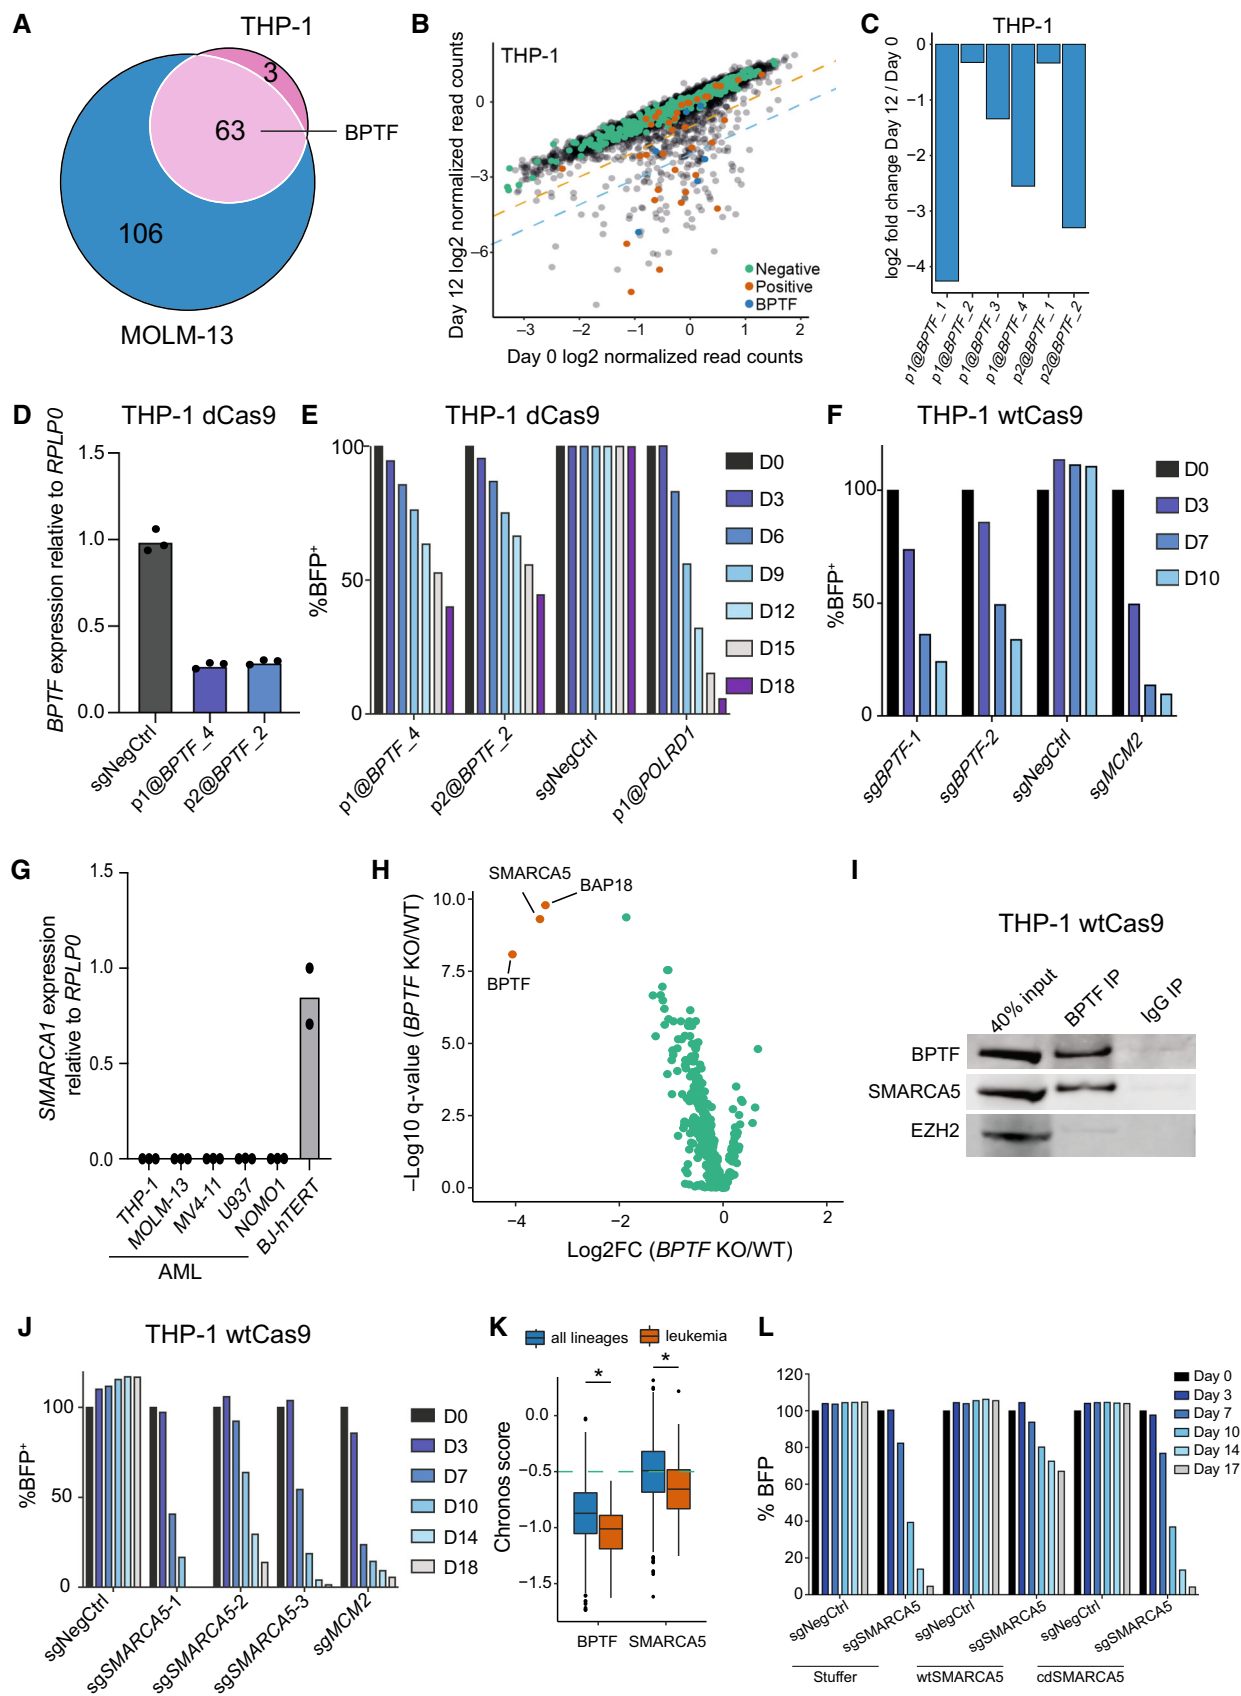 A
THP-1
3
63
BPTF
106
MOLM-13
B
THP-1
Day 12 log2 normalized read counts
0
−3
−6
Negative
Positive
BPTF
−3 −2 −1 0 1 2
Day 0 log2 normalized read counts
C
THP-1
log2 fold change Day 12 / Day 0
0
−1
−2
−3
−4
p1@BPTF_1
p1@BPTF_2
p1@BPTF_3
p1@BPTF_4
p2@BPTF_1
p2@BPTF_2
D
THP-1 dCas9
BPTF expression relative to RPLP0
1.5
1.0
0.5
0.0
sgNegCtrl
p1@BPTF_4
p2@BPTF_2
E
THP-1 dCas9
%BFP+
100
50
0
p1@BPTF_4
p2@BPTF_2
sgNegCtrl
p1@POLRD1
D0
D3
D6
D9
D12
D15
D18
F
THP-1 wtCas9
%BFP+
100
50
0
sgBPTF-1
sgBPTF-2
sgNegCtrl
sgMCM2
D0
D3
D7
D10
G
SMARCA1 expression
relative to RPLP0
1.5
1.0
0.5
0.0
THP-1
MOLM-13
MV4-11
U937
NOMO1
BJ-hTERT
AML
H
−Log10 q-value (BPTF KO/WT)
10.0
7.5
5.0
2.5
0.0
SMARCA5
BAP18
BPTF
−4 −2 0 2
Log2FC (BPTF KO/WT)
I
THP-1 wtCas9
40% input
BPTF IP
IgG IP
BPTF
SMARCA5
EZH2
J
THP-1 wtCas9
%BFP+
100
50
0
sgNegCtrl
sgSMARCA5-1
sgSMARCA5-2
sgSMARCA5-3
sgMCM2
D0
D3
D7
D10
D14
D18
K
all lineages
leukemia
* *
Chronos score
0.0
−0.5
−1.0
−1.5
BPTF SMARCA5
L
% BFP
120
100
80
60
40
20
0
Day 0
Day 3
Day 7
Day 10
Day 14
Day 17
sgNegCtrl
sgSMARCA5
sgNegCtrl
sgSMARCA5
sgNegCtrl
sgSMARCA5
Stuffer
wtSMARCA5
cdSMARCA5